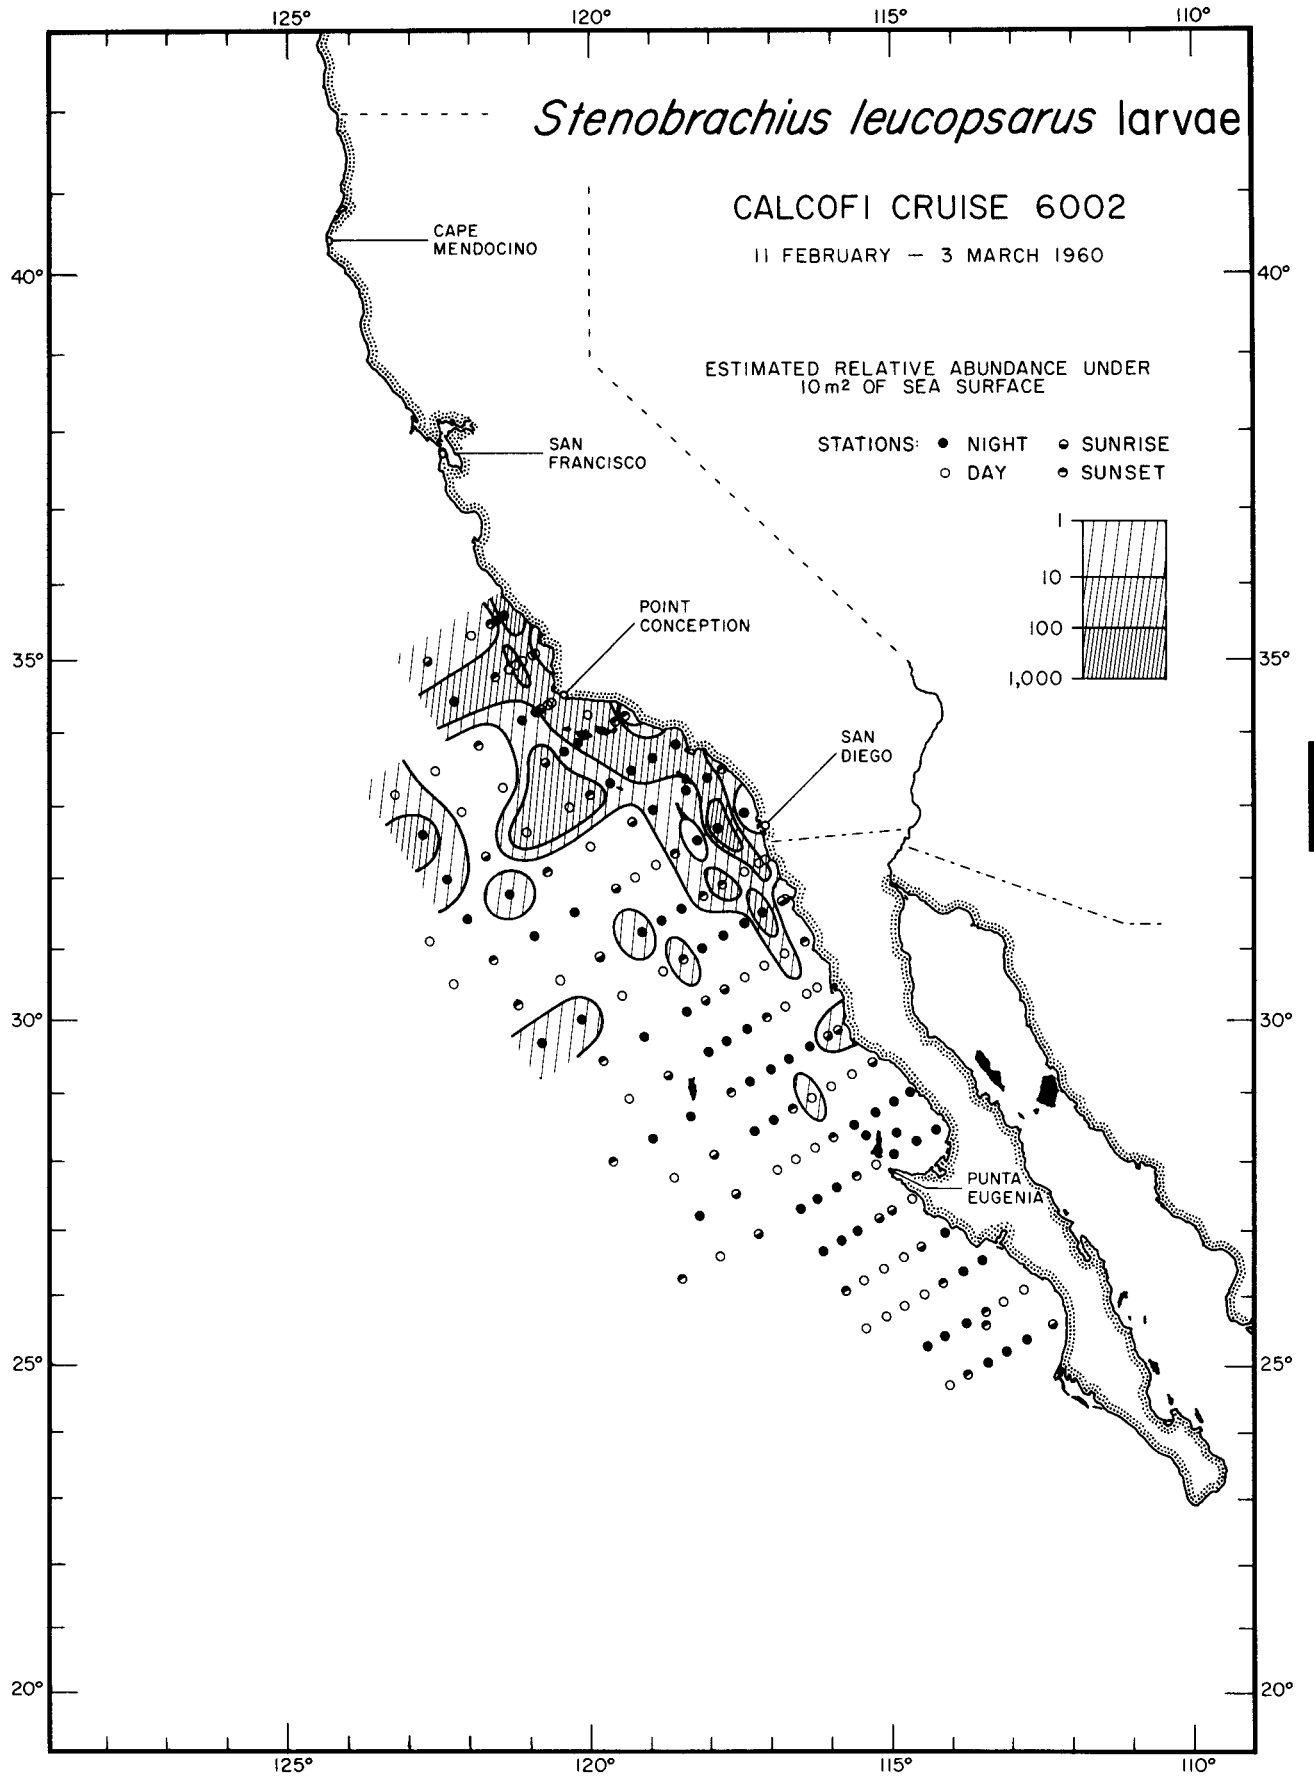 125° 120° 115° 110°
Stenobrachius leucopsarus larvae
CALCOFI CRUISE 6002
CAPE
MENDOCINO
11 FEBRUARY – 3 MARCH 1960
40° 40°
ESTIMATED RELATIVE ABUNDANCE UNDER
10m² OF SEA SURFACE
STATIONS: NIGHT SUNRISE
DAY SUNSET
SAN
FRANCISCO
1
10
100
1,000
POINT
CONCEPTION
35° 35°
SAN
DIEGO
30° 30°
PUNTA
EUGENIA
25° 25°
20° 20°
125° 120° 115° 110°